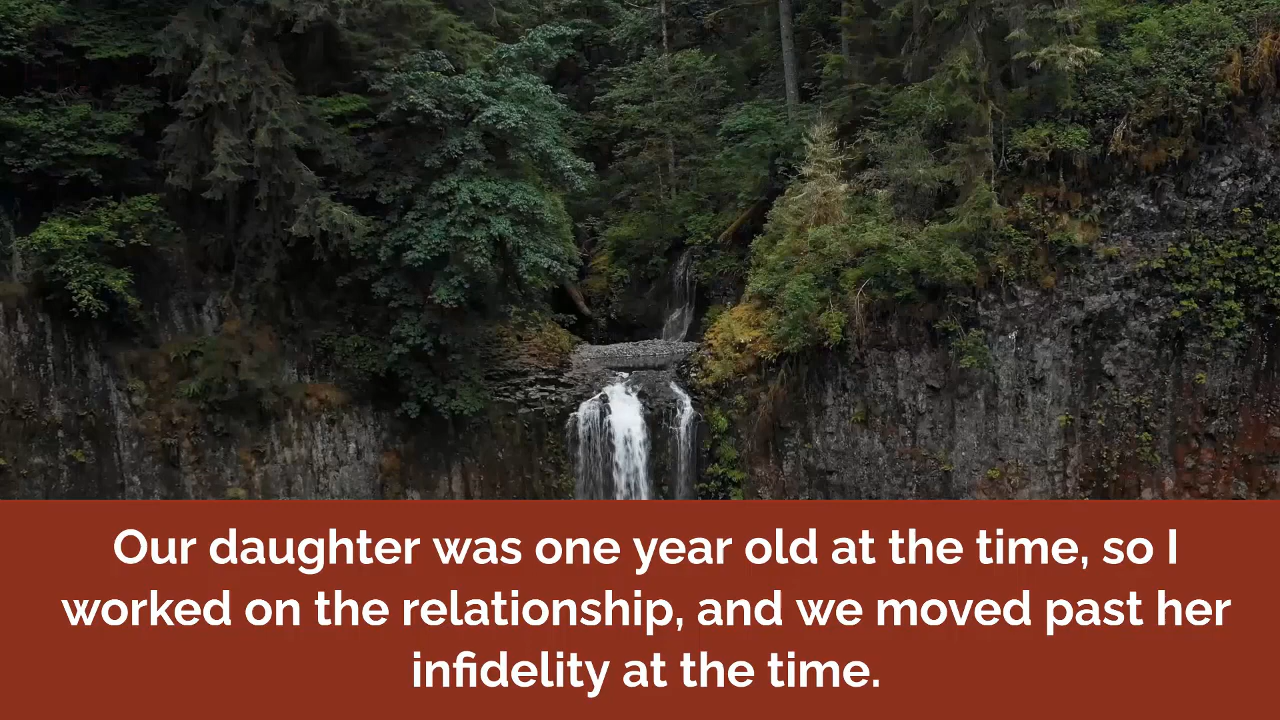 Our daughter was one year old at the time, so I
worked on the relationship, and we moved past her
infidelity at the time.